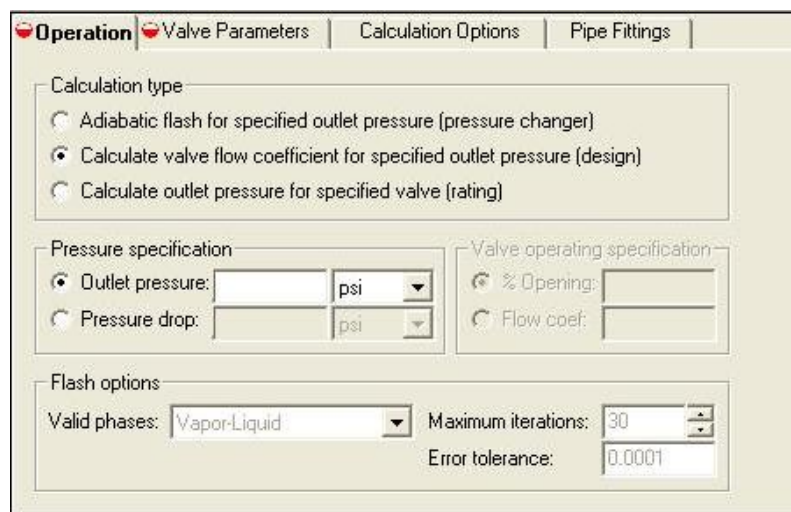 Operation Valve Parameters Calculation Options Pipe Fittings
Calculation type
Adiabatic flash for specified outlet pressure (pressure changer)
Calculate valve flow coefficient for specified outlet pressure (design)
Calculate outlet pressure for specified valve (rating)
Pressure specification
Outlet pressure: psi
Pressure drop: psi
Valve operating specification
% Opening:
Flow coef:
Flash options
Valid phases: Vapor-Liquid Maximum iterations: 30
Error tolerance: 0.0001